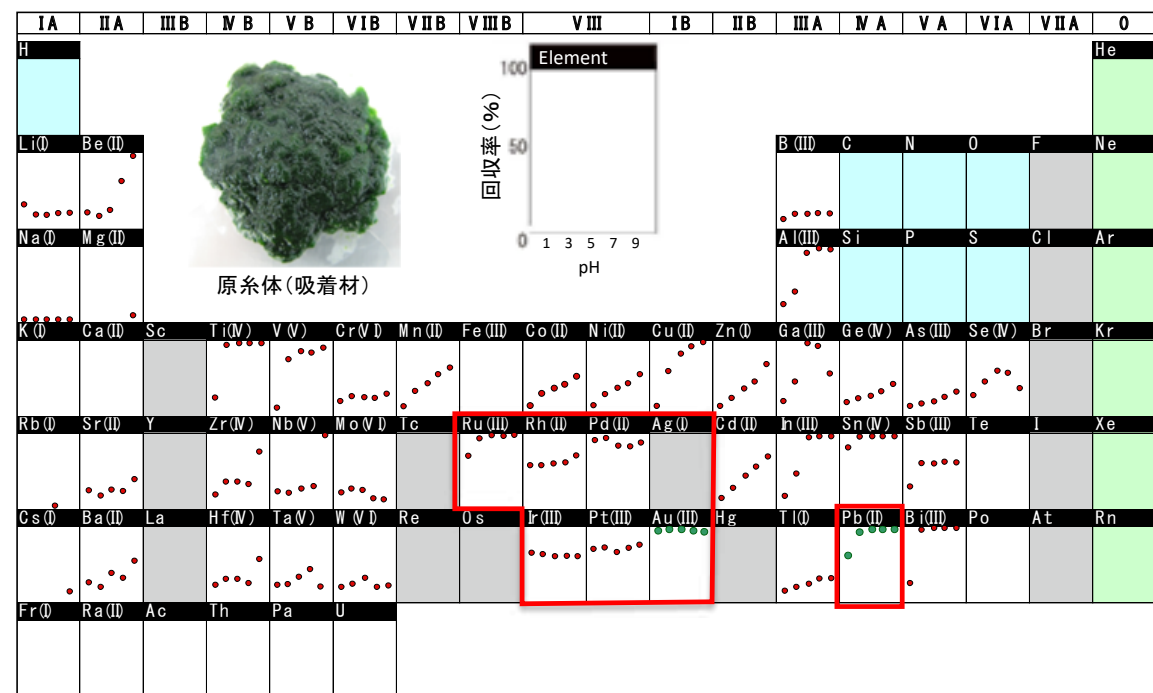 IA IIA IIIB IVB VB VIB VIIB VIIIB VIII IB IIB IIIA IVA VA VIA VIIA 0
H He
Element
100
50
0
回収率(%)
1 3 5 7 9
pH
原糸体(吸着材)
Li(I) Be(II) B(III) C N O F Ne
Na(I) Mg(II) Al(III) Si P S Cl Ar
K(I) Ca(II) Sc Ti(IV) V(V) Cr(VI) Mn(II) Fe(III) Co(II) Ni(II) Cu(II) Zn(I) Ga(III) Ge(IV) As(III) Se(IV) Br Kr
Rb(I) Sr(II) Y Zr(IV) Nb(V) Mo(VI) Tc Ru(III) Rh(II) Pd(II) Ag(I) Cd(II) In(III) Sn(IV) Sb(III) Te I Xe
Cs(I) Ba(II) La Hf(IV) Ta(V) W(VI) Re Os Ir(III) Pt(III) Au(III) Hg Tl(I) Pb(II) Bi(III) Po At Rn
Fr(I) Ra(II) Ac Th Pa U